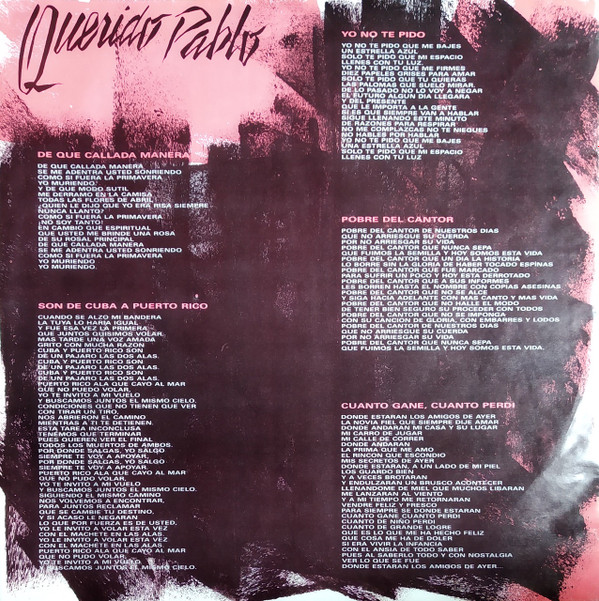 Querido Pablo
DE QUE CALLADA MANERA
DE QUE CALLADA MANERA
SE ME ADENTRA USTED SONRIENDO
COMO SI FUERA LA PRIMAVERA
YO MURIENDO.
Y DE QUE MODO SUTIL
ME DERRAMO EN LA CAMISA
TODAS LAS FLORES DE ABRIL
¿QUIEN LE DIJO QUE YO ERA RISA SIEMPRE
NUNCA LLANTO?
COMO SI FUERA LA PRIMAVERA
¡NO SOY TANTO!
EN CAMBIO QUE ESPIRITUAL
QUE USTED ME BRINDE UNA ROSA
DE SU ROSAL PRINCIPAL
DE QUE CALLADA MANERA
SE ME ADENTRA USTED SONRIENDO
COMO SI FUERA LA PRIMAVERA
YO MURIENDO
YO MURIENDO.
SON DE CUBA A PUERTO RICO
CUANDO SE ALZO MI BANDERA
LA TUYA LO HARIA IGUAL
Y FUE ESA VEZ LA PRIMERA
QUE JUNTOS QUISIMOS VOLAR.
MAS TARDE UNA VOZ AMADA
GRITO CON MUCHA RAZON
CUBA Y PUERTO RICO SON
DE UN PAJARO LAS DOS ALAS.
CUBA Y PUERTO RICO SON
DE UN PAJARO LAS DOS ALAS.
CUBA Y PUERTO RICO SON
DE UN PAJARO LAS DOS ALAS
PUERTO RICO ALA QUE CAYO AL MAR
QUE NO PUEDO VOLAR,
YO TE INVITO A MI VUELO
Y BUSCAMOS JUNTOS EL MISMO CIELO.
CONDICIONES QUE NO TIENEN QUE VER
CON TIRAR UN TIRO,
NOS ABRIERON EL CAMINO
MIENTRAS A TI TE DETIENEN.
ESTA TAREA INCONCLUSA
TENEMOS QUE TERMINAR
PUES QUIEREN VER EL FINAL
TODOS LOS MUERTOS DE AMBOS.
POR DONDE SALGAS, YO SALGO
SIEMPRE TE VOY A APOYAR,
POR DONDE SALGAS, YO SALGO
SIEMPRE TE VOY A APOYAR.
PUERTO RICO ALA QUE CAYO AL MAR
QUE NO PUDO VOLAR,
YO TE INVITO A MI VUELO
Y BUSCAMOS JUNTOS EL MISMO CIELO.
SIGUIENDO EL MISMO CAMINO
NOS VOLVEMOS A ENCONTRAR,
PARA JUNTOS RECLAMAR
QUE SE CAMBIE TU DESTINO,
Y SI ACASO LE NEGARAN
LO QUE POR FUERZA ES DE USTED,
YO LE INVITO A VOLAR ESTA VEZ
CON EL MACHETE EN LAS ALAS.
YO LE INVITO A VOLAR ESTA VEZ
CON EL MACHETE EN LAS ALAS.
PUERTO RICO ALA QUE CAYO AL MAR
QUE NO PUDO VOLAR,
YO TE INVITO A MI VUELO
Y BUSCAMOS JUNTOS EL MISMO CIELO.
YO NO TE PIDO
YO NO TE PIDO QUE ME BAJES
UN ESTRELLA AZUL
SOLO TE PIDO QUE MI ESPACIO
LLENES CON TU LUZ.
YO NO TE PIDO QUE ME FIRMES
DIEZ PAPELES GRISES PARA AMAR
SOLO TE PIDO QUE TU QUIERAS
LAS PALOMAS QUE SUELO MIRAR.
DE LO PASADO NO LO VOY A NEGAR
EL FUTURO ALGUN DIA LLEGARA
Y DEL PRESENTE
QUE LE IMPORTA A LA GENTE
SI ES QUE SIEMPRE VAN A HABLAR
SIGUE LLENANDO ESTE MINUTO
DE RAZONES PARA RESPIRAR
NO ME COMPLAZCAS NO TE NIEGUES
NO HABLES POR HABLAR
YO NO TE PIDO QUE ME BAJES
UNA ESTRELLA AZUL
SOLO TE PIDO QUE MI ESPACIO
LLENES CON TU LUZ
POBRE DEL CANTOR
POBRE DEL CANTOR DE NUESTROS DIAS
QUE NO ARRIESGUE SU CUERDA
POR NO ARRIESGAR SU VIDA
POBRE DEL CANTOR QUE NUNCA SEPA
QUE FUIMOS LA SEMILLA Y HOY SOMOS ESTA VIDA.
POBRE DEL CANTOR QUE UN DIA LA HISTORIA
LO BORRE SIN LA GLORIA DE HABER TOCADO ESPINAS
POBRE DEL CANTOR QUE FUE MARCADO
PARA SUFRIR UN POCO Y HOY ESTA DERROTADO
POBRE DEL CANTOR QUE A SUS INFORMES
LES BORREN HASTA EL NOMBRE CON COPIAS ASESINAS
POBRE DEL CANTOR QUE NO SE ALCE
Y SIGA HACIA ADELANTE CON MAS CANTO Y MAS VIDA
POBRE DEL CANTOR QUE NO HALLE EL MODO
DE TENER BIEN SEGURO SU PROCEDER CON TODOS
POBRE DEL CANTOR QUE NO SE IMPONGA
CON SU CANCION DE GLORIA, CON EMBARRES Y LODOS
POBRE DEL CANTOR DE NUESTROS DIAS
QUE NO ARRIESGUE SU CUERDA
POR NO ARRIESGAR SU VIDA
POBRE DEL CANTOR QUE NUNCA SEPA,
QUE FUIMOS LA SEMILLA Y HOY SOMOS ESTA VIDA.
CUANTO GANE, CUANTO PERDI
DONDE ESTARAN LOS AMIGOS DE AYER
LA NOVIA FIEL QUE SIEMPRE DIJE AMAR
DONDE ANDARAN MI CASA Y SU LUGAR
MI CARRO DE JUGAR
MI CALLE DE CORRER
DONDE ANDARAN
LA PRIMA QUE ME AMO
EL RINCON QUE ESCONDIO
MIS SECRETOS DE AYER
DONDE ESTARAN, A UN LADO DE MI PIEL
LOS GUARDO BIEN
Y A VECES BROTARAN
Y ENDULZARAN UN BRUSCO ACONTECER
LLENANDOME DE MIEL QUE MUCHOS LIBARAN
ME LANZARAN AL VIENTO
Y A MI TIEMPO ME RETORNARAN
VENDRE FELIZ Y FRESCO
PARA SIEMPRE SE DONDE ESTARAN
CUANTO GANE CUANTO PERDI
CUANTO DE NIÑO PERDI
CUANTO DE GRANDE LOGRE
QUE ES LO QUE ME HA HECHO FELIZ
QUE COSA ME HA DE DOLER
SI ERA VIVIR LA INFANCIA
CON EL ANSIA DE TODO SABER
PUES AL SABERLO TODO Y CON NOSTALGIA
VER LO QUE SE FUE
DONDE ESTARAN LOS AMIGOS DE AYER...